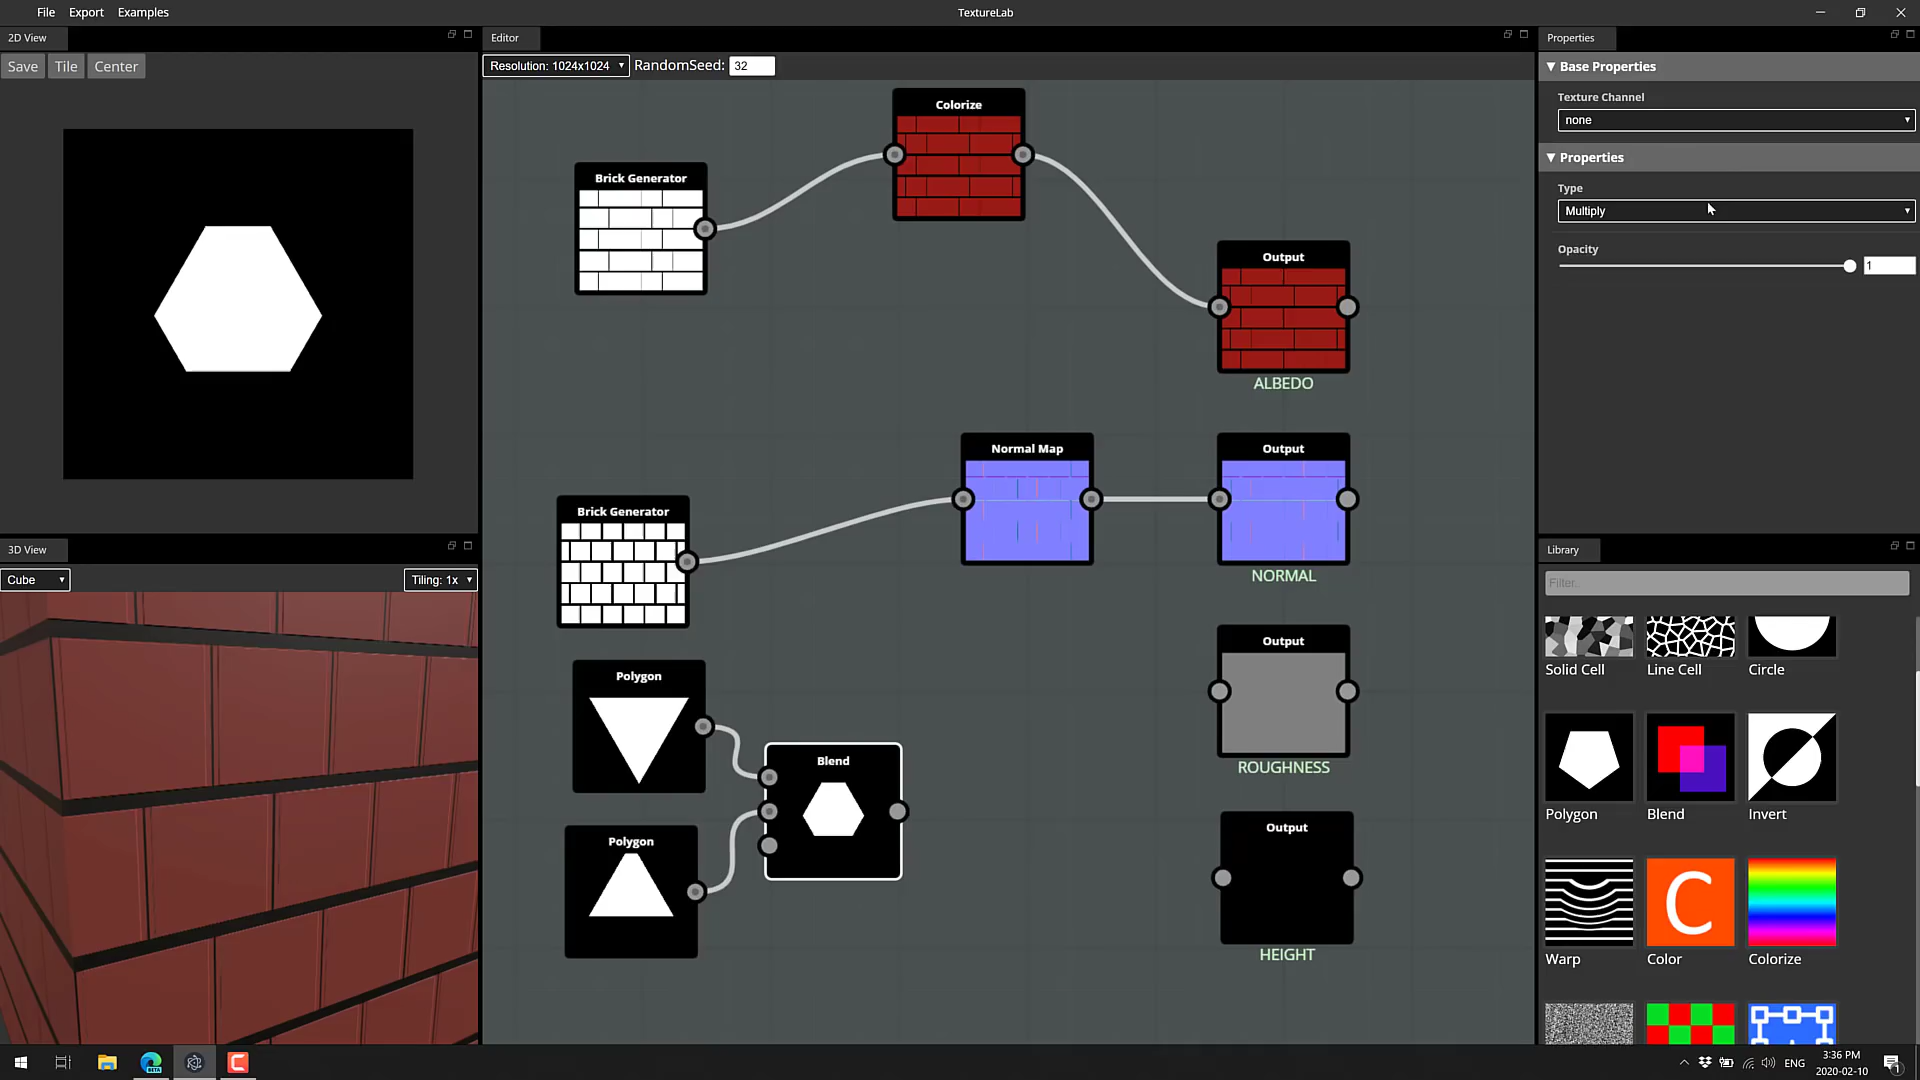 File Export Examples
TextureLab
2D View
Save Tile Center
Editor
Resolution: 1024x1024 RandomSeed: 32
Colorize
Brick Generator
Output
ALBEDO
Normal Map
Output
Brick Generator
NORMAL
Polygon
Output
Blend
ROUGHNESS
Polygon
Output
HEIGHT
3D View
Cube
Tiling: 1x
Properties
Base Properties
Texture Channel
none
Properties
Type
Multiply
Opacity
1
Library
Filter..
Solid Cell Line Cell Circle
Polygon Blend Invert
C
Warp Color Colorize
BETA
C
ENG
3:36 PM
2020-02-10
1